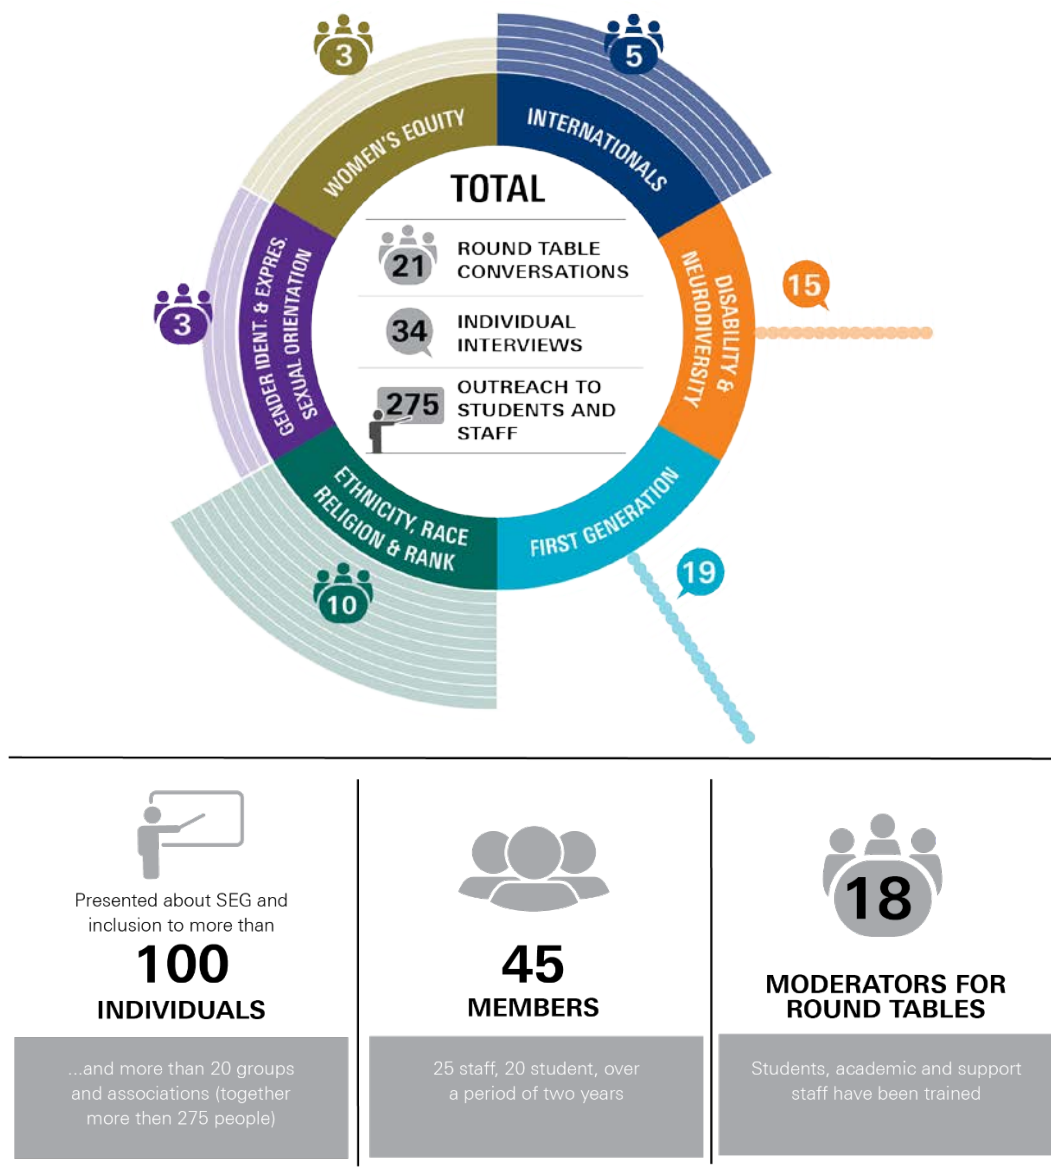 3
5
WOMEN'S EQUITY
INTERNATIONALS
TOTAL
21
ROUND TABLE
CONVERSATIONS
34
INDIVIDUAL
INTERVIEWS
275
OUTREACH TO
STUDENTS AND
STAFF
GENDER IDENT. & EXPRES.
SEXUAL ORIENTATION
3
DISABILITY &
NEURODIVERSITY
15
ETHNICITY, RACE
RELIGION & RANK
10
FIRST GENERATION
19
Presented about SEG and
inclusion to more than
100
INDIVIDUALS
...and more than 20 groups
and associations (together
more then 275 people)
45
MEMBERS
25 staff, 20 student, over
a period of two years
18
MODERATORS FOR
ROUND TABLES
Students, academic and support
staff have been trained